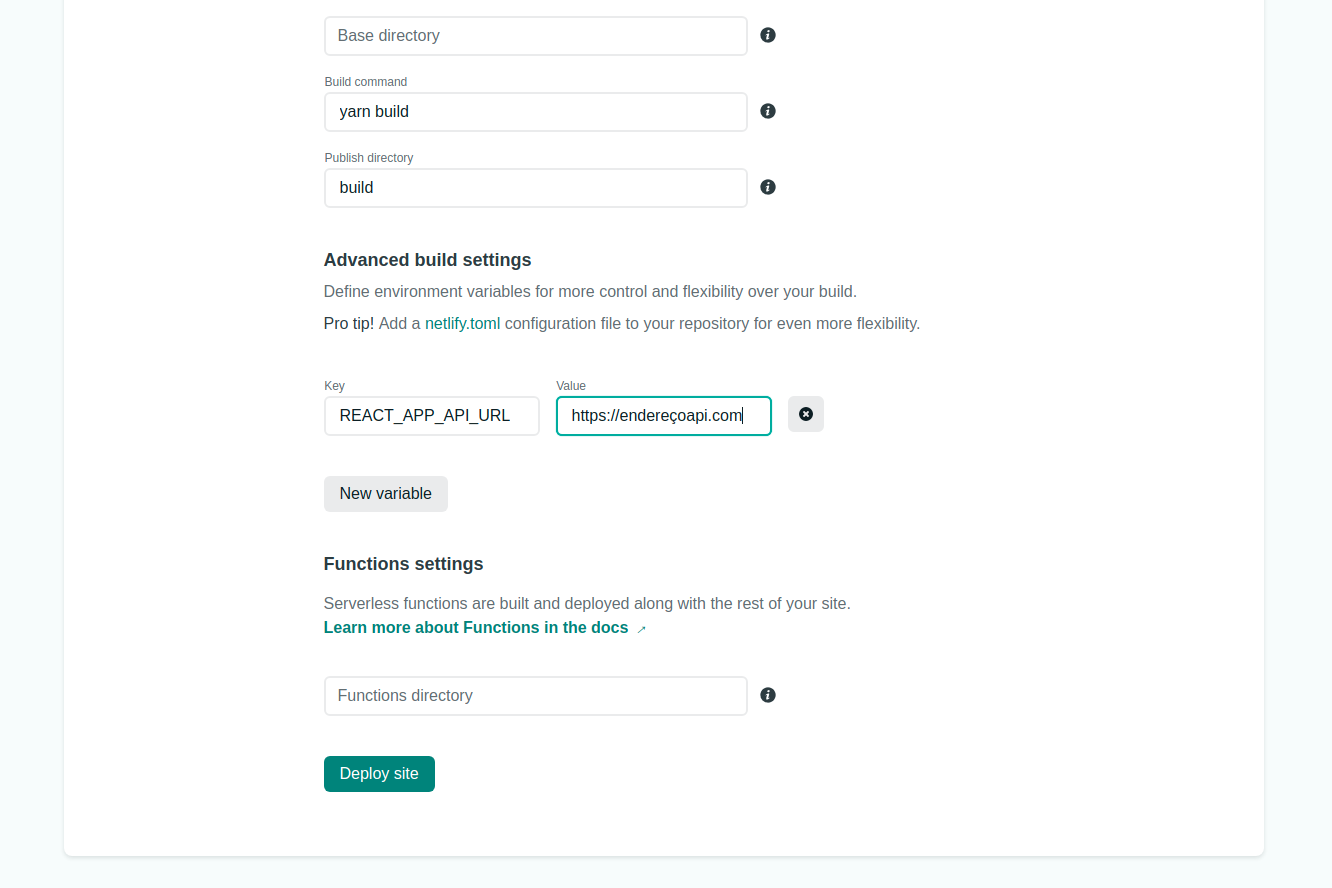 Base directory
Build command
yarn build
Publish directory
build
Advanced build settings
Define environment variables for more control and flexibility over your build.
Pro tip! Add a netlify.toml configuration file to your repository for even more flexibility.
Key Value
REACT_APP_API_URL https://endereçoapi.com
New variable
Functions settings
Serverless functions are built and deployed along with the rest of your site.
Learn more about Functions in the docs ↗
Functions directory
Deploy site